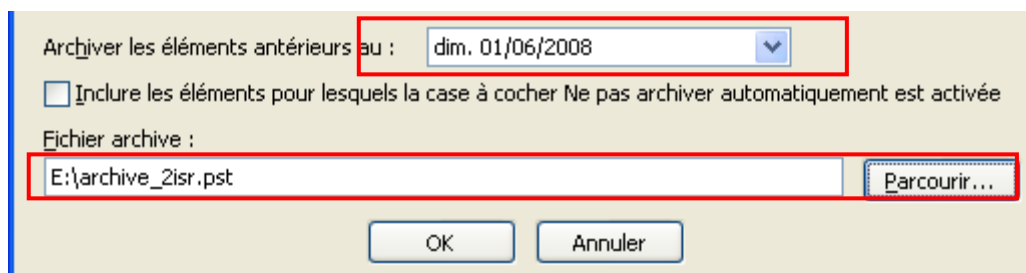 Archiver les éléments antérieurs au : dim. 01/06/2008
Inclure les éléments pour lesquels la case à cocher Ne pas archiver automatiquement est activée
Fichier archive :
E:\archive_2isr.pst Parcourir...
OK Annuler